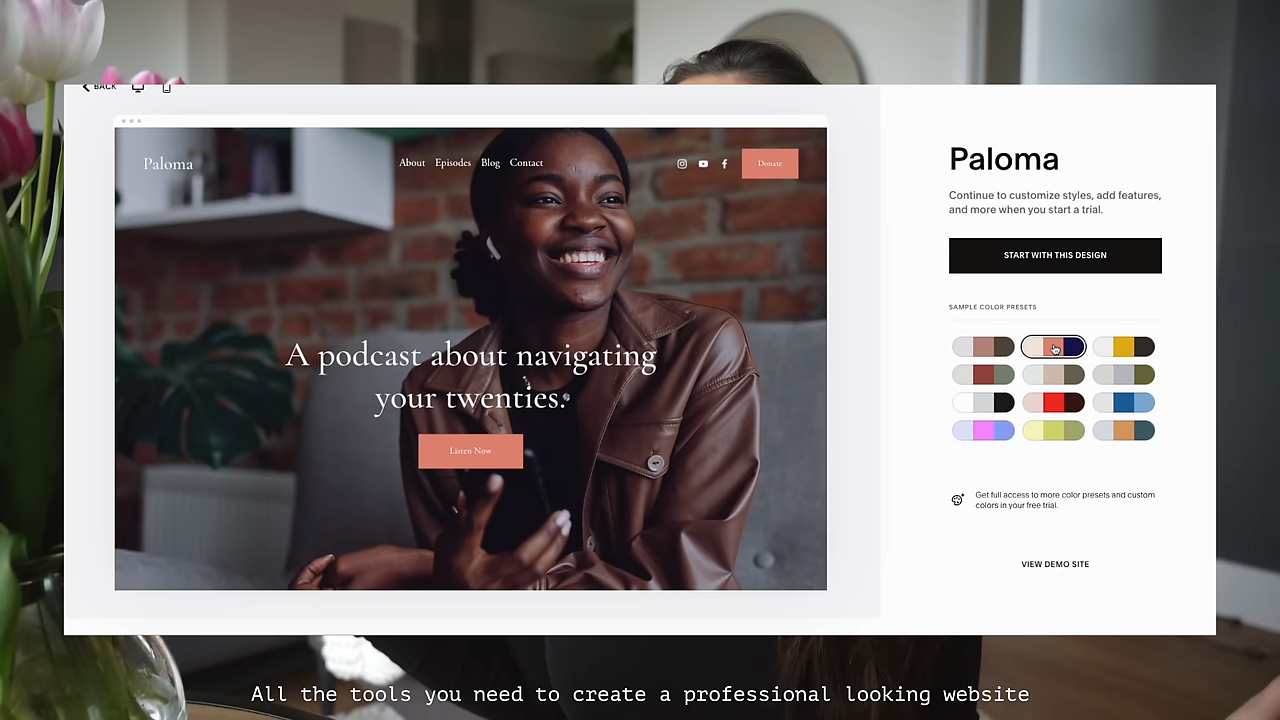 BACK
Paloma
About Episodes Blog Contact
Donate
A podcast about navigating
your twenties.
Listen Now
Paloma
Continue to customize styles, add features,
and more when you start a trial.
START WITH THIS DESIGN
SAMPLE COLOR PRESETS
Get full access to more color presets and custom
colors in your free trial.
VIEW DEMO SITE
All the tools you need to create a professional looking website